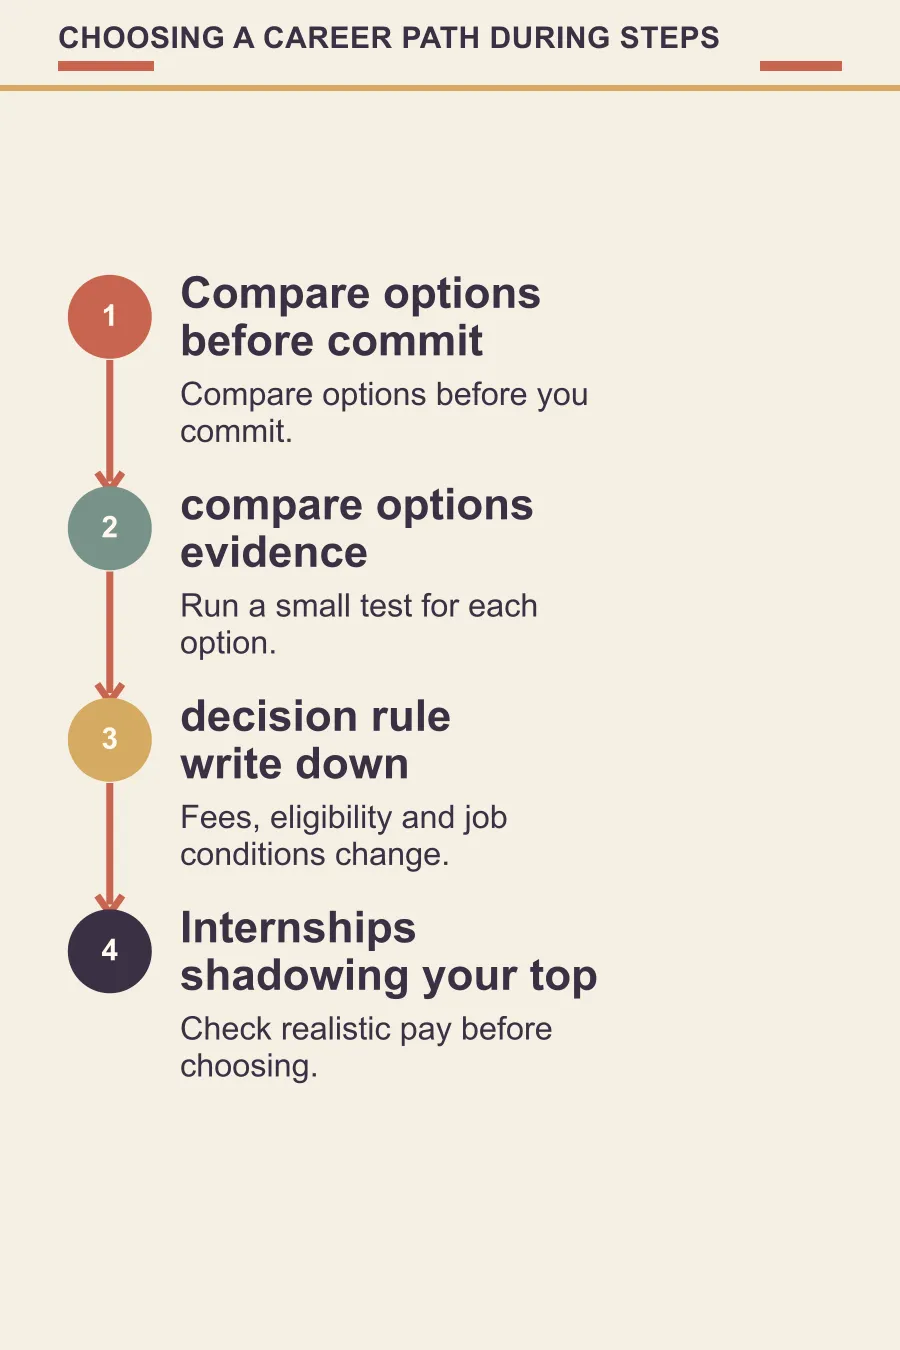 CHOOSING A CAREER PATH DURING STEPS
1
Compare options
before commit
Compare options before you
commit.
2
compare options
evidence
Run a small test for each
option.
3
decision rule
write down
Fees, eligibility and job
conditions change.
4
Internships
shadowing your top
Check realistic pay before
choosing.